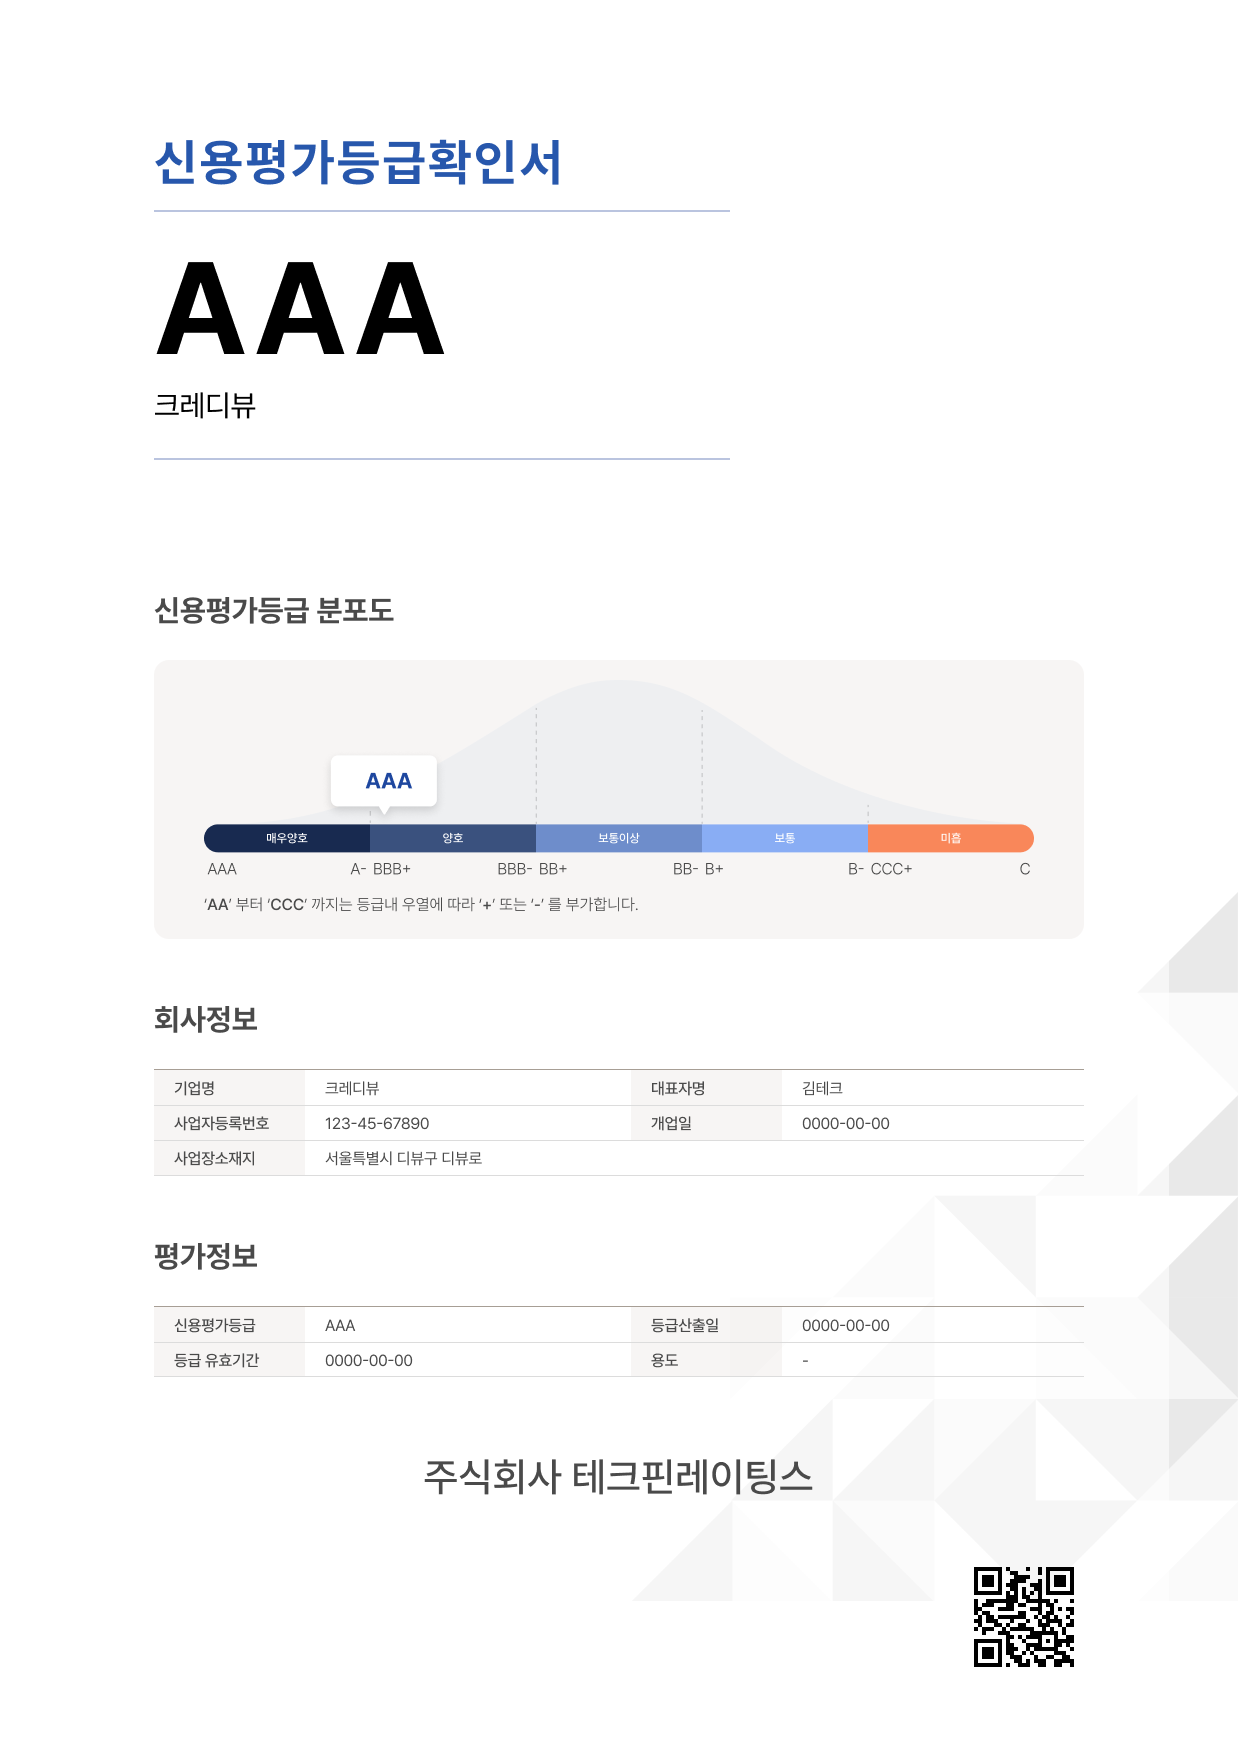 신용평가등급확인서
AAA
크레디뷰
신용평가등급 분포도
AAA
매우양호 양호 보통이상 보통 미흡
AAA A- BBB+ BBB- BB+ BB- B+ B- CCC+ C
‘AA’ 부터 ‘CCC’ 까지는 등급내 우열에 따라 ‘+’ 또는 ‘-’ 를 부가합니다.
회사정보
기업명 크레디뷰 대표자명 김테크
사업자등록번호 123-45-67890 개업일 0000-00-00
사업장소재지 서울특별시 디뷰구 디뷰로
평가정보
신용평가등급 AAA 등급산출일 0000-00-00
등급 유효기간 0000-00-00 용도 -
주식회사 테크핀레이팅스